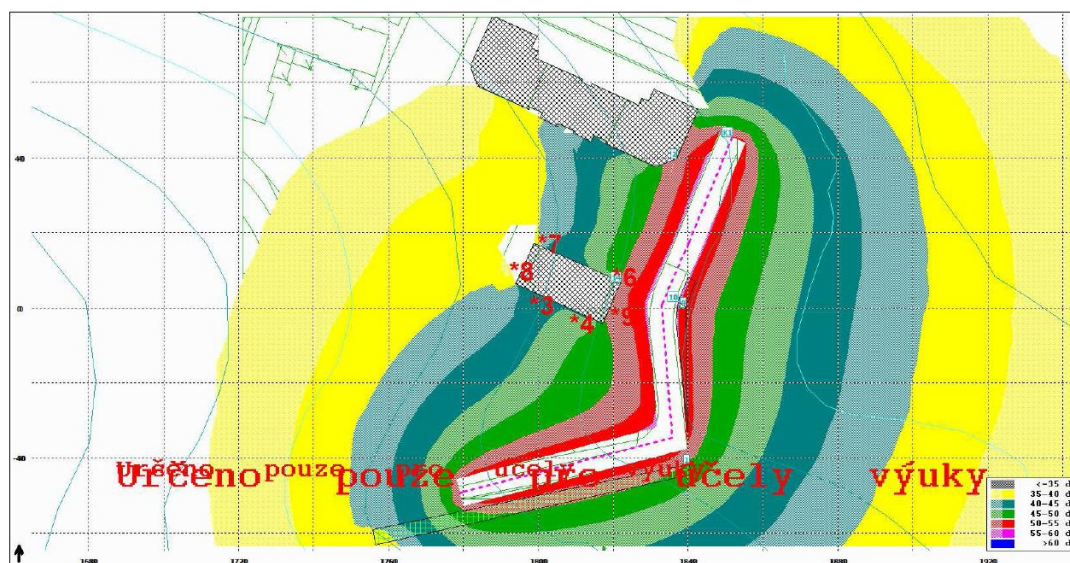 40
*7
*8
*6
*3
*9
0
*4
-40
Určeno pouze pro účely výuky
Určeno pouze pro účely výuky
<-35 d
35-40 d
40-45 d
45-50 d
50-55 d
55-60 d
>60 d
1680 1720 1760 1800 1840 1880 1920